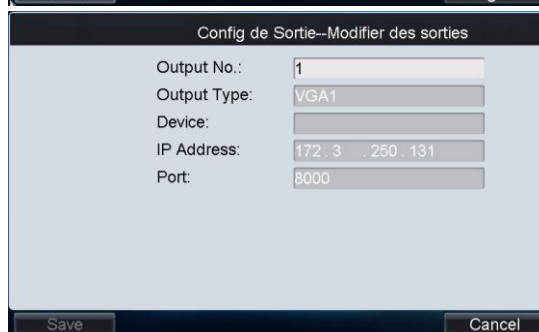 Config de Sortie--Modifier des sorties
Output No.: 1
Output Type: VGA1
Device:
IP Address: 172 . 3 . 250 . 131
Port: 8000
Save Cancel